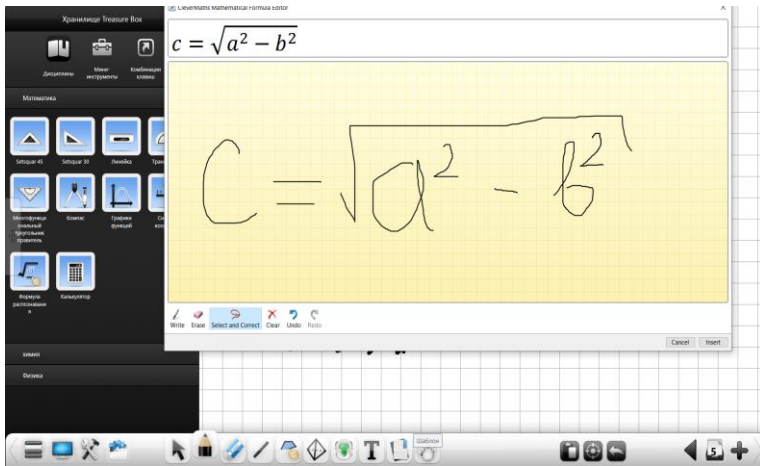 Хранилище Treasure Box
Дисциплины
Мини-инструменты
Комбинации клавиш
Математика
Setsquar 45
Setsquar 30
Линейка
Тран
Многофункциональный треугольник правитель
Компас
Графики функций
Формула распознавания
Калькулятор
химия
Физика
CleverMaths Mathematical Formula Editor
c = √a² − b²
C = √a² − b²
Write Erase Select and Correct Clear Undo Redo
Cancel Insert
Шаблон
T
5